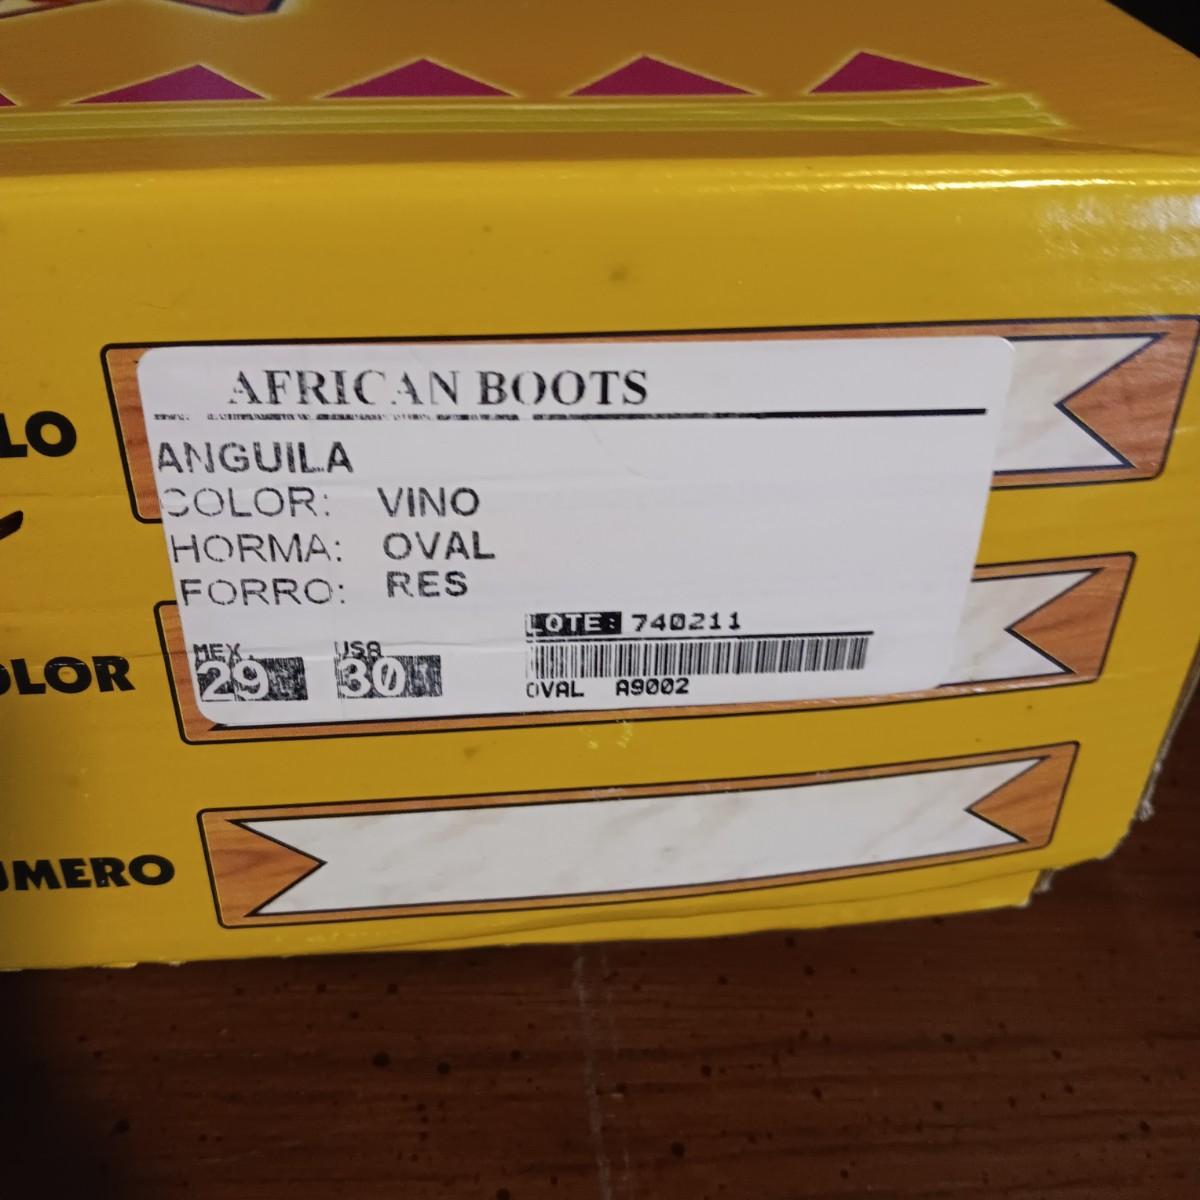 AFRICAN BOOTS
ANGUILA
COLOR: VINO
HORMA: OVAL
FORRO: RES
LOTE: 740211
MEX. USA
29 30
OVAL A9002
LO
OLOR
UMERO